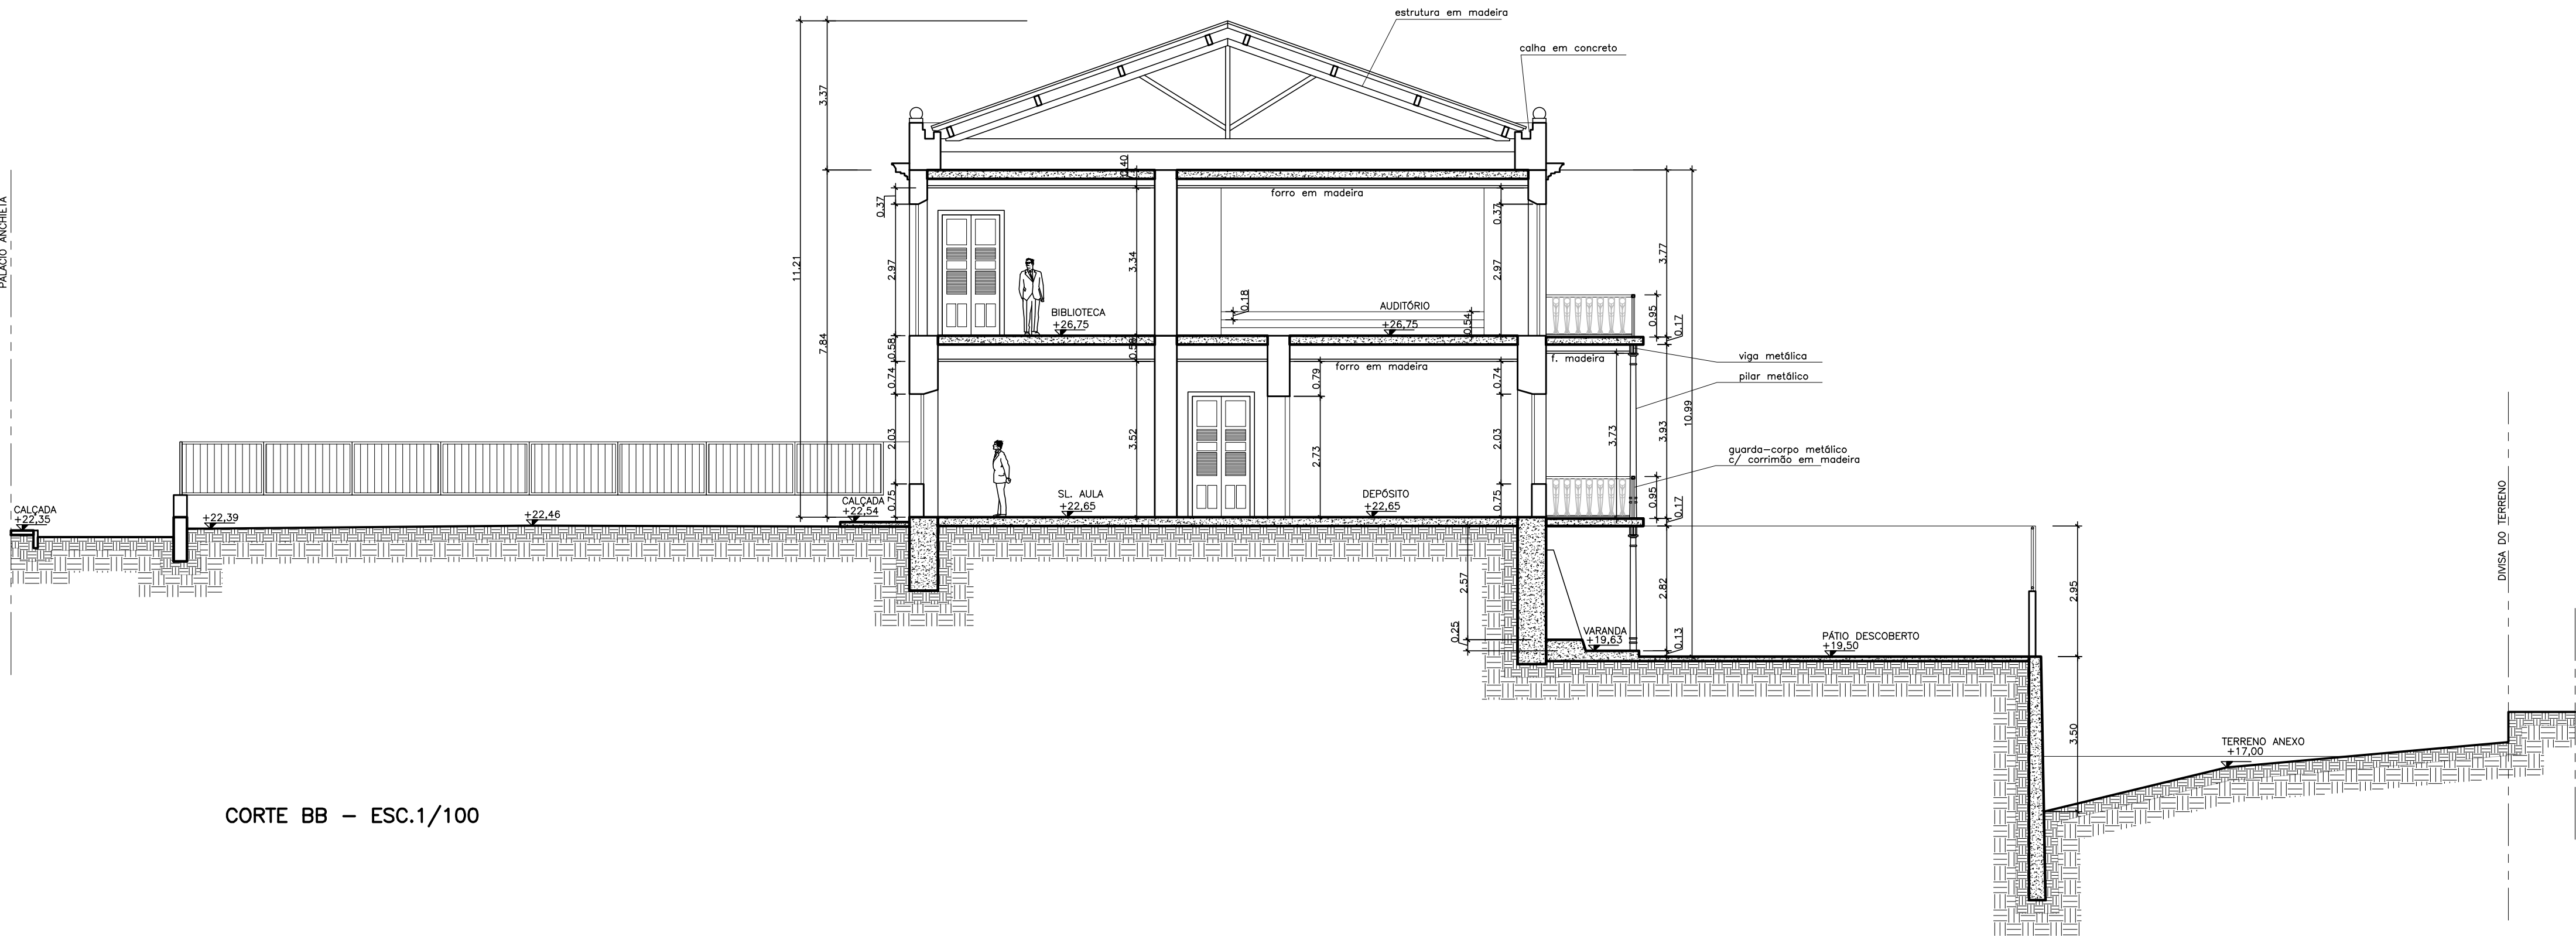 estrutura em madeira
calha em concreto
3.37
11.21
7.84
0.40
forro em madeira
0.37
0.37
2.97
3.34
2.97
3.77
PALÁCIO ANCHIETA
BIBLIOTECA
+26,75
0.18
AUDITÓRIO
+26,75
0.54
0.95
0.17
0.58
0.58
f. madeira
forro em madeira
viga metálica
pilar metálico
0.74
0.79
0.74
10.99
2.03
3.52
2.73
2.03
3.73
3.93
guarda-corpo metálico
c/ corrimão em madeira
0.75
0.75
0.95
0.17
CALÇADA
+22,35
+22,39
+22,46
CALÇADA
+22,54
SL. AULA
+22,65
DEPÓSITO
+22,65
DIVISA DO TERRENO
2.57
2.82
2.95
0.25
VARANDA
+19,63
0.13
PÁTIO DESCOBERTO
+19,50
3.50
TERRENO ANEXO
+17,00
CORTE BB - ESC.1/100